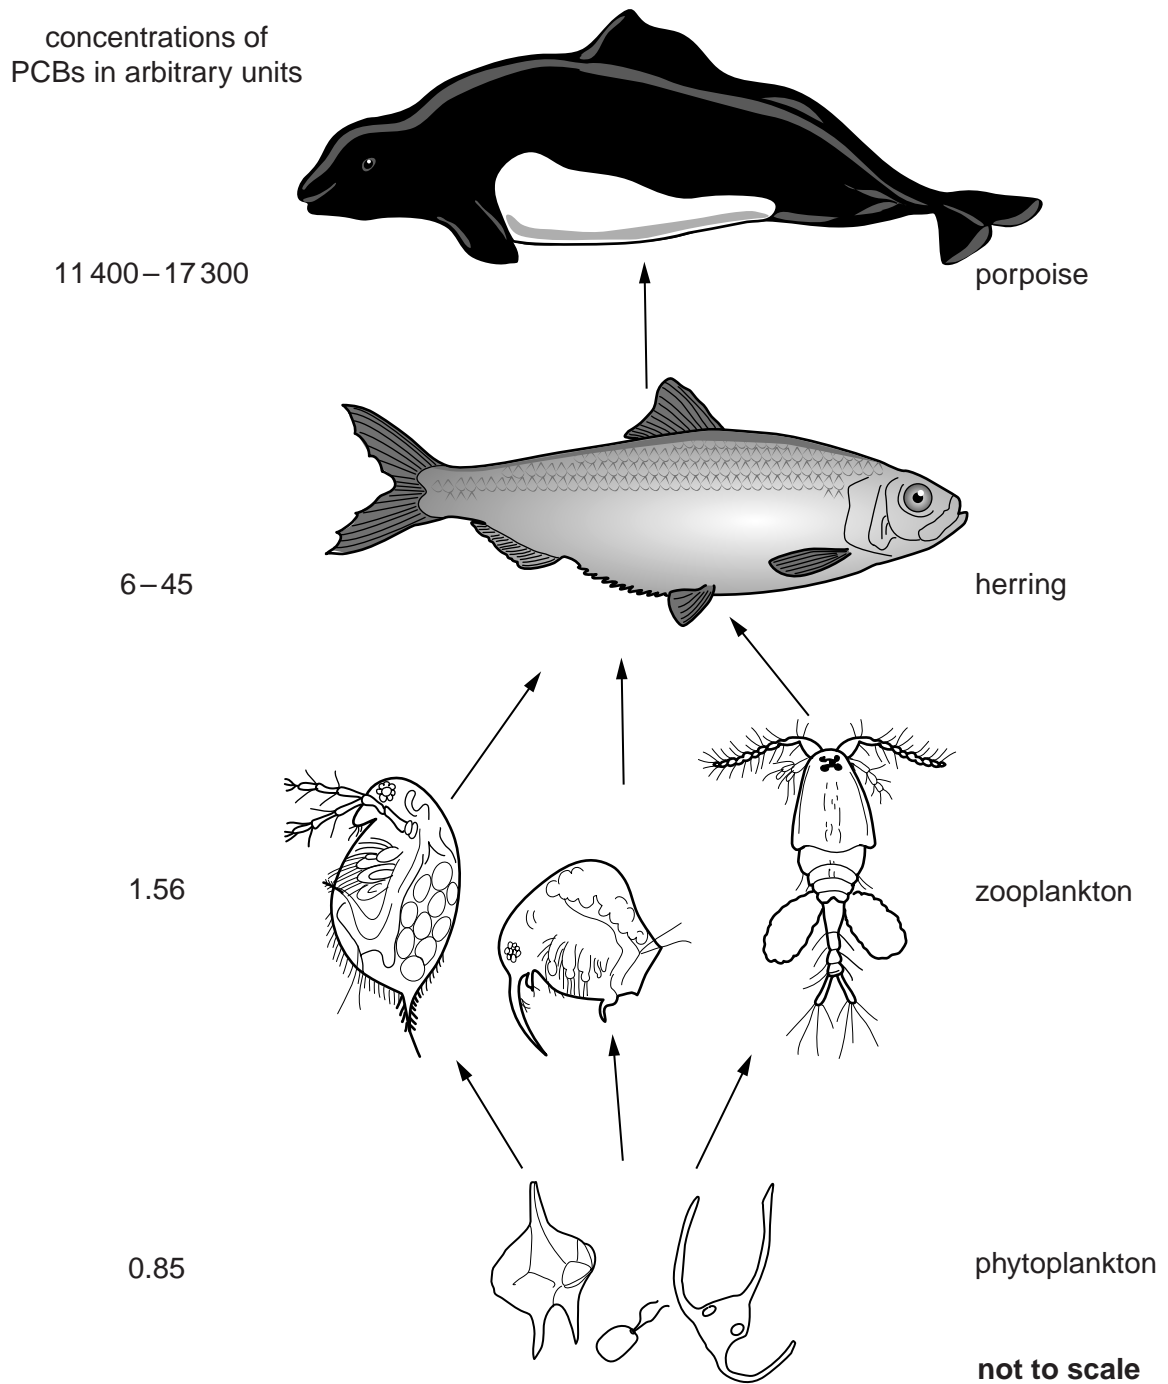 concentrations of
PCBs in arbitrary units
11 400 – 17 300
porpoise
6 – 45
herring
1.56
zooplankton
0.85
phytoplankton
not to scale